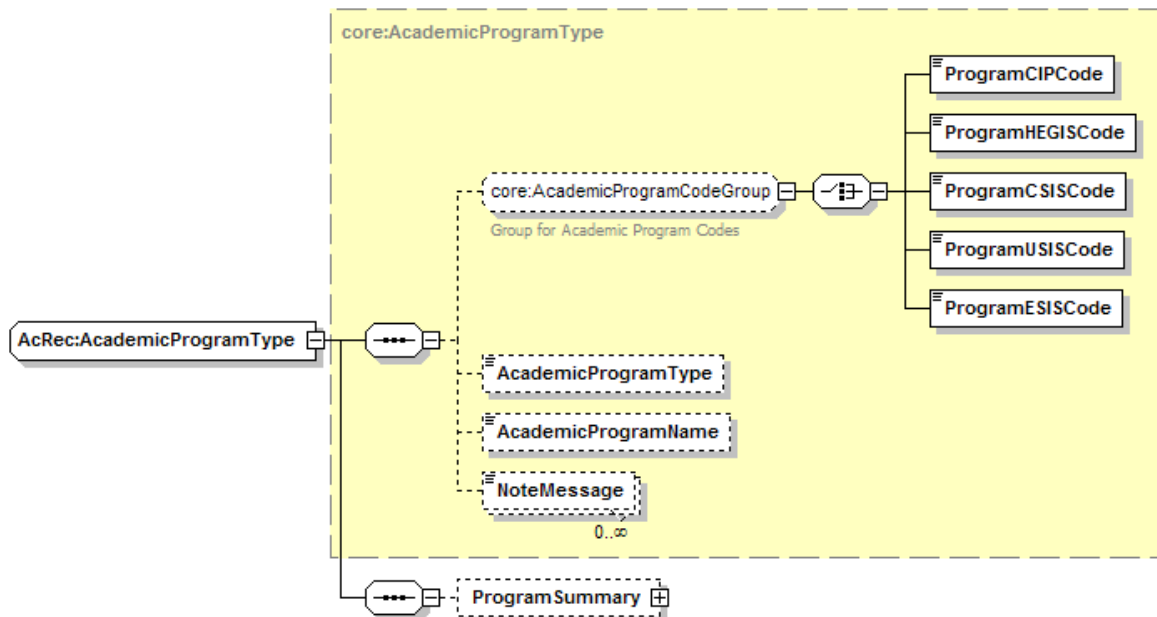 core:AcademicProgramType
ProgramCIPCode
ProgramHEGISCode
core:AcademicProgramCodeGroup
ProgramCSISCode
Group for Academic Program Codes
ProgramUSISCode
ProgramESISCode
AcRec:AcademicProgramType
AcademicProgramType
AcademicProgramName
NoteMessage
0..∞
ProgramSummary